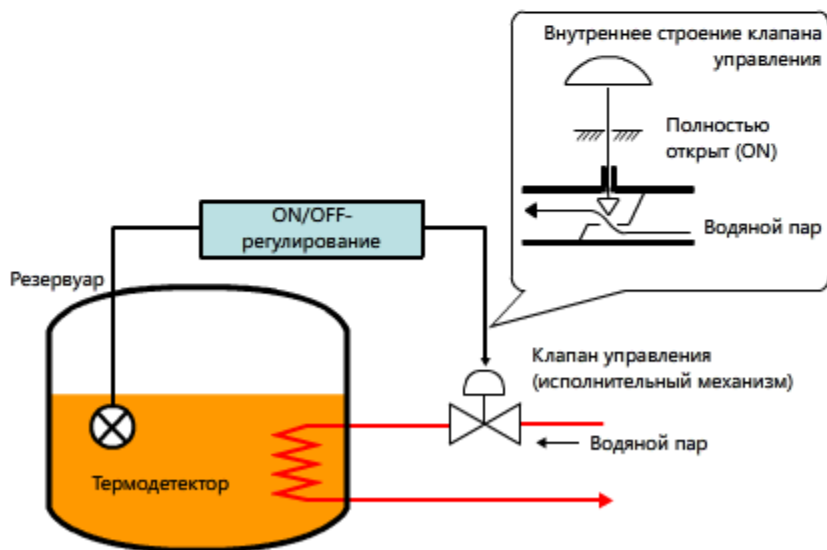 Внутреннее строение клапана
управления
Полностью
открыт (ON)
Водяной пар
ON/OFF-
регулирование
Резервуар
Клапан управления
(исполнительный механизм)
Водяной пар
Термодетектор